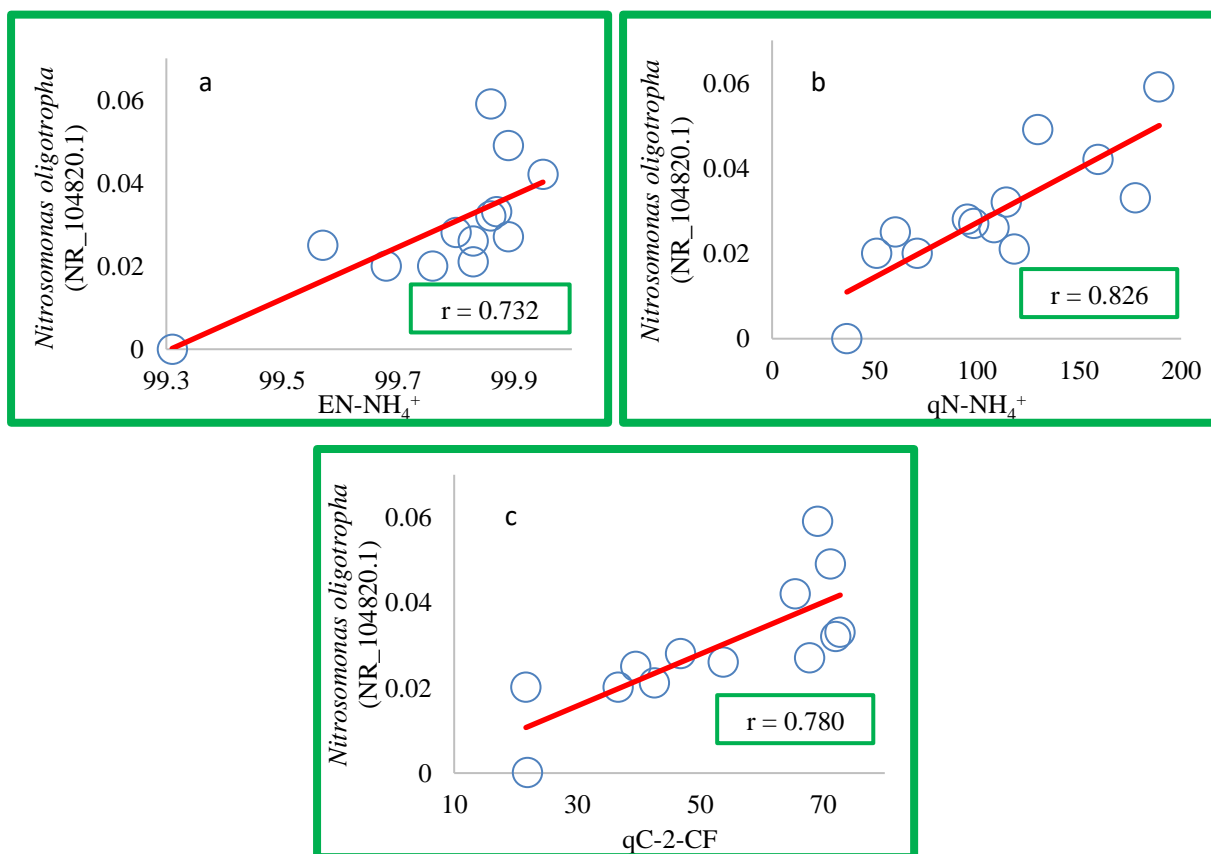 a
Nitrosomonas oligotropha
(NR_104820.1)
0.06
0.04
0.02
0
r = 0.732
99.3 99.5 99.7 99.9
EN-NH₄⁺
b
Nitrosomonas oligotropha
(NR_104820.1)
0.06
0.04
0.02
0
r = 0.826
0 50 100 150 200
qN-NH₄⁺
c
Nitrosomonas oligotropha
(NR_104820.1)
0.06
0.04
0.02
0
r = 0.780
10 30 50 70
qC-2-CF